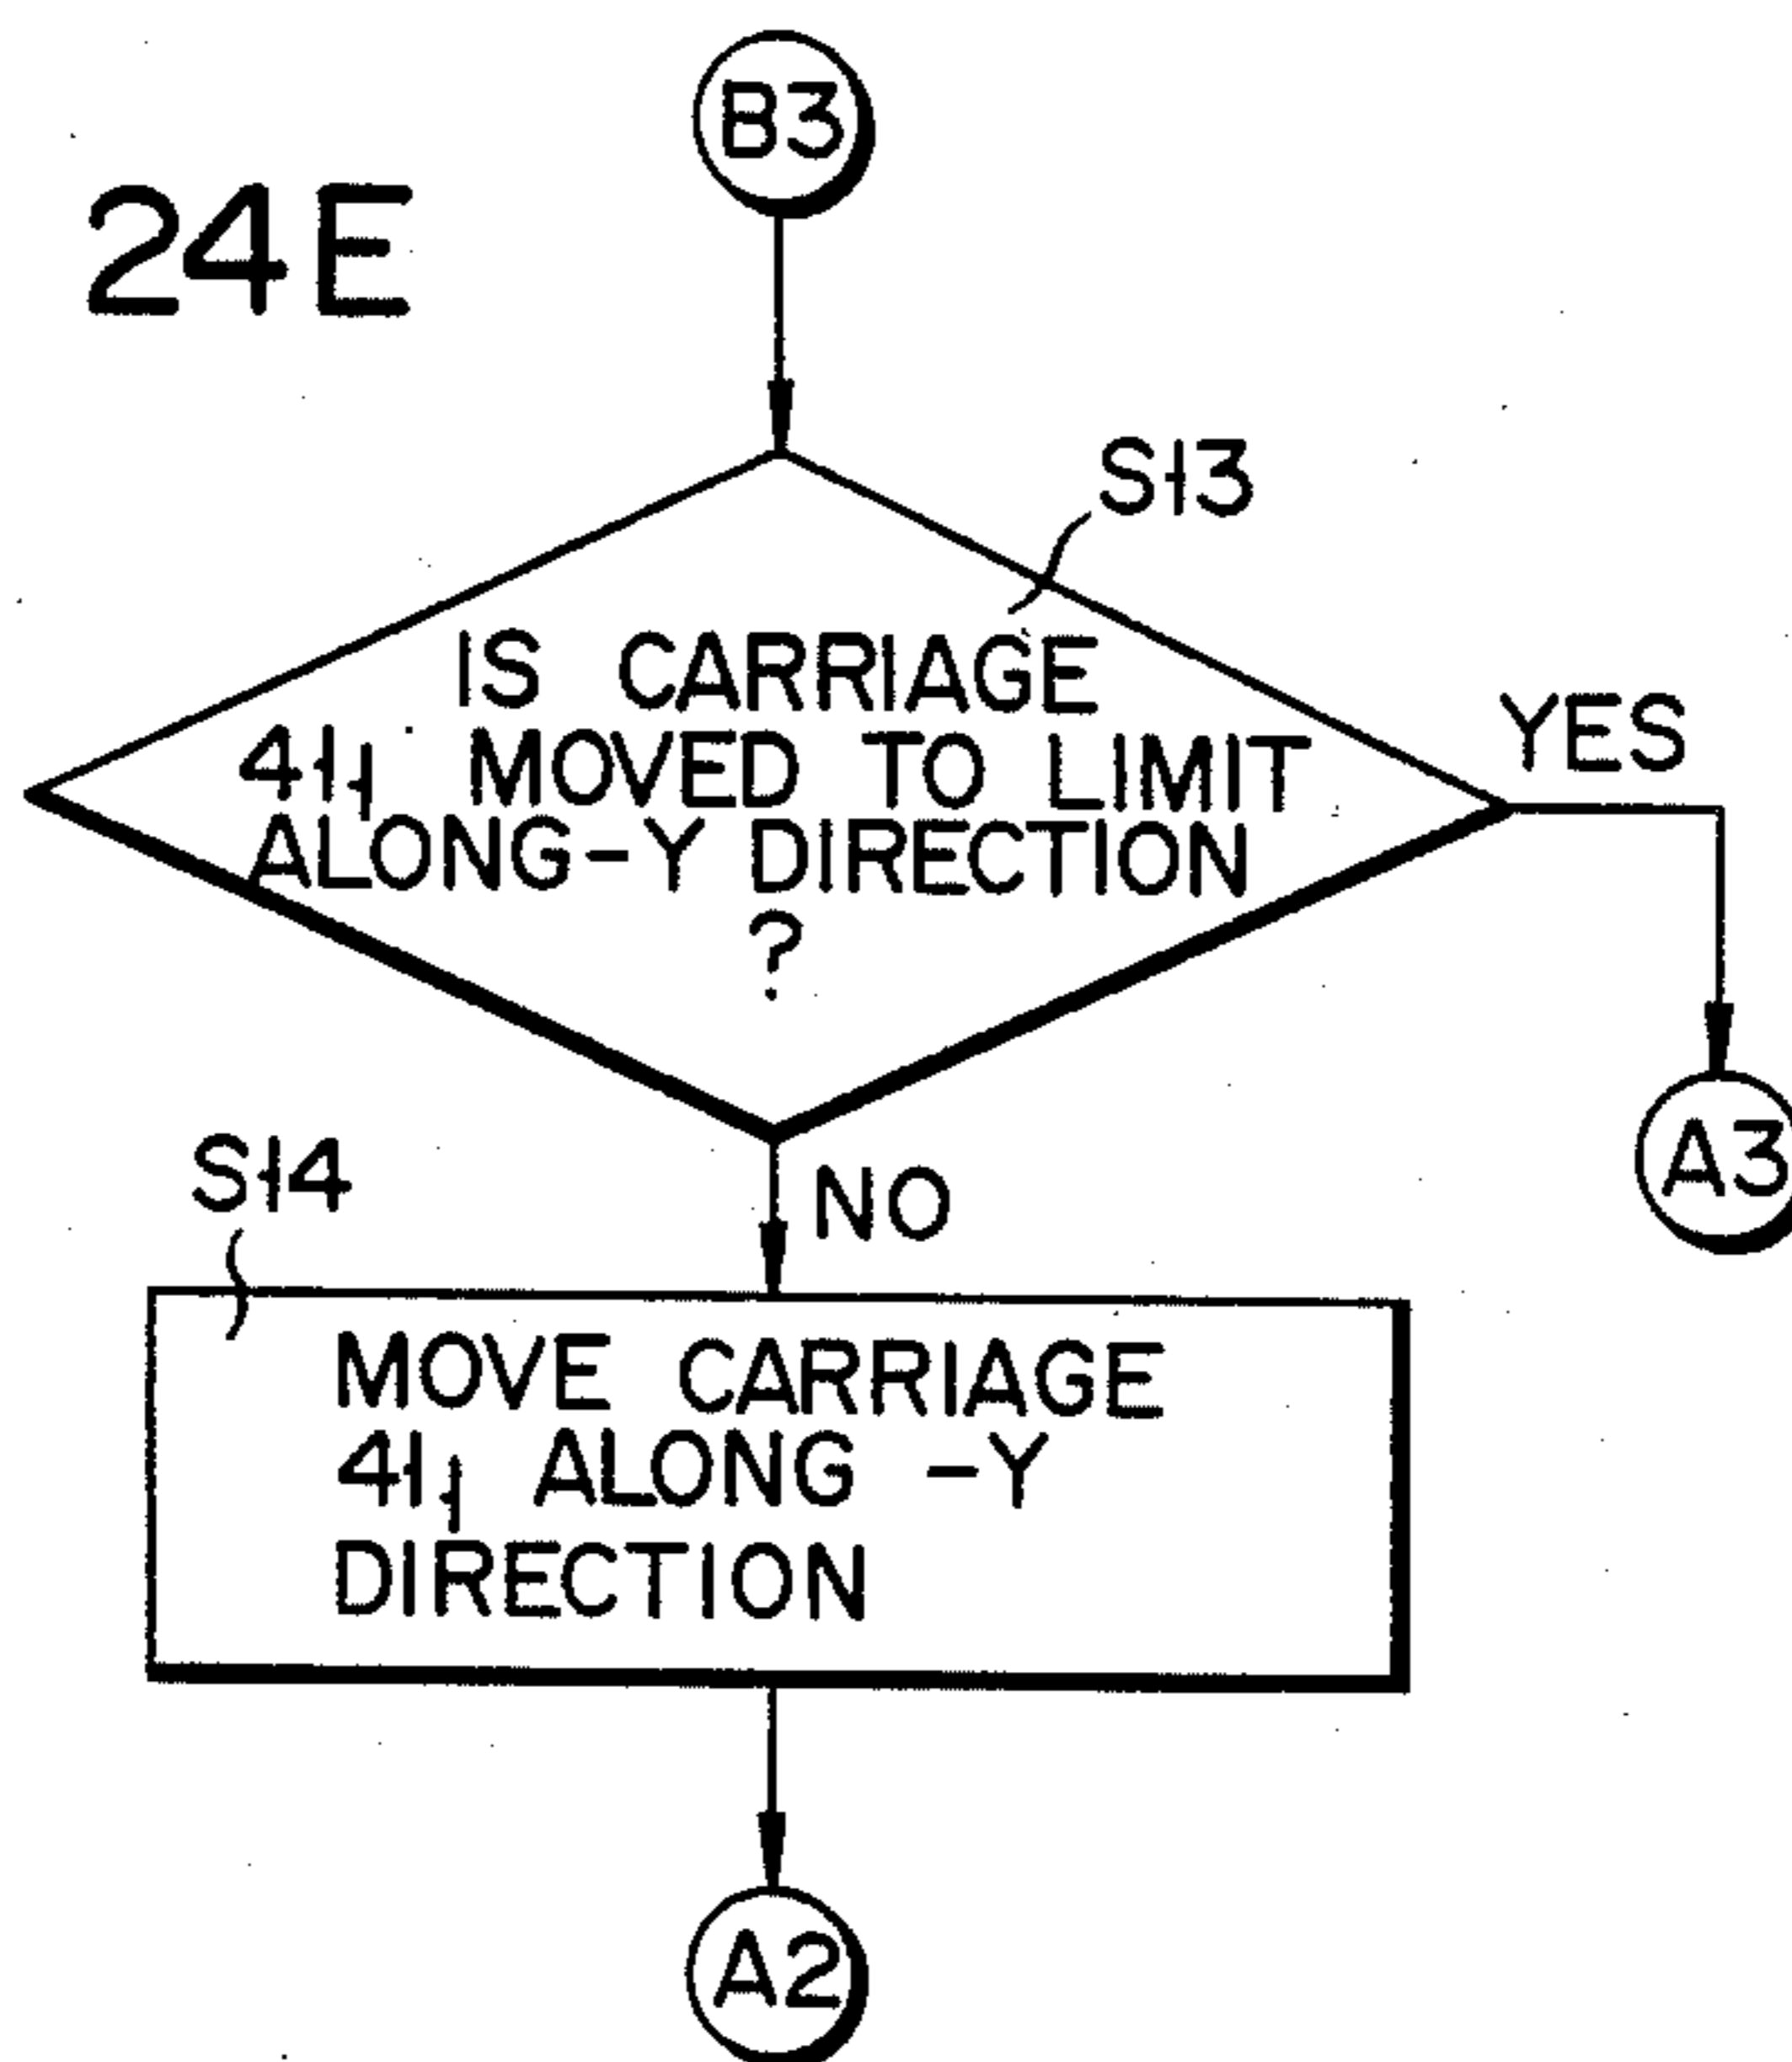 B3
24E
S13
IS CARRIAGE
41₁ MOVED TO LIMIT
ALONG-Y DIRECTION
?
YES
A3
S14
NO
MOVE CARRIAGE
41₁ ALONG -Y
DIRECTION
A2